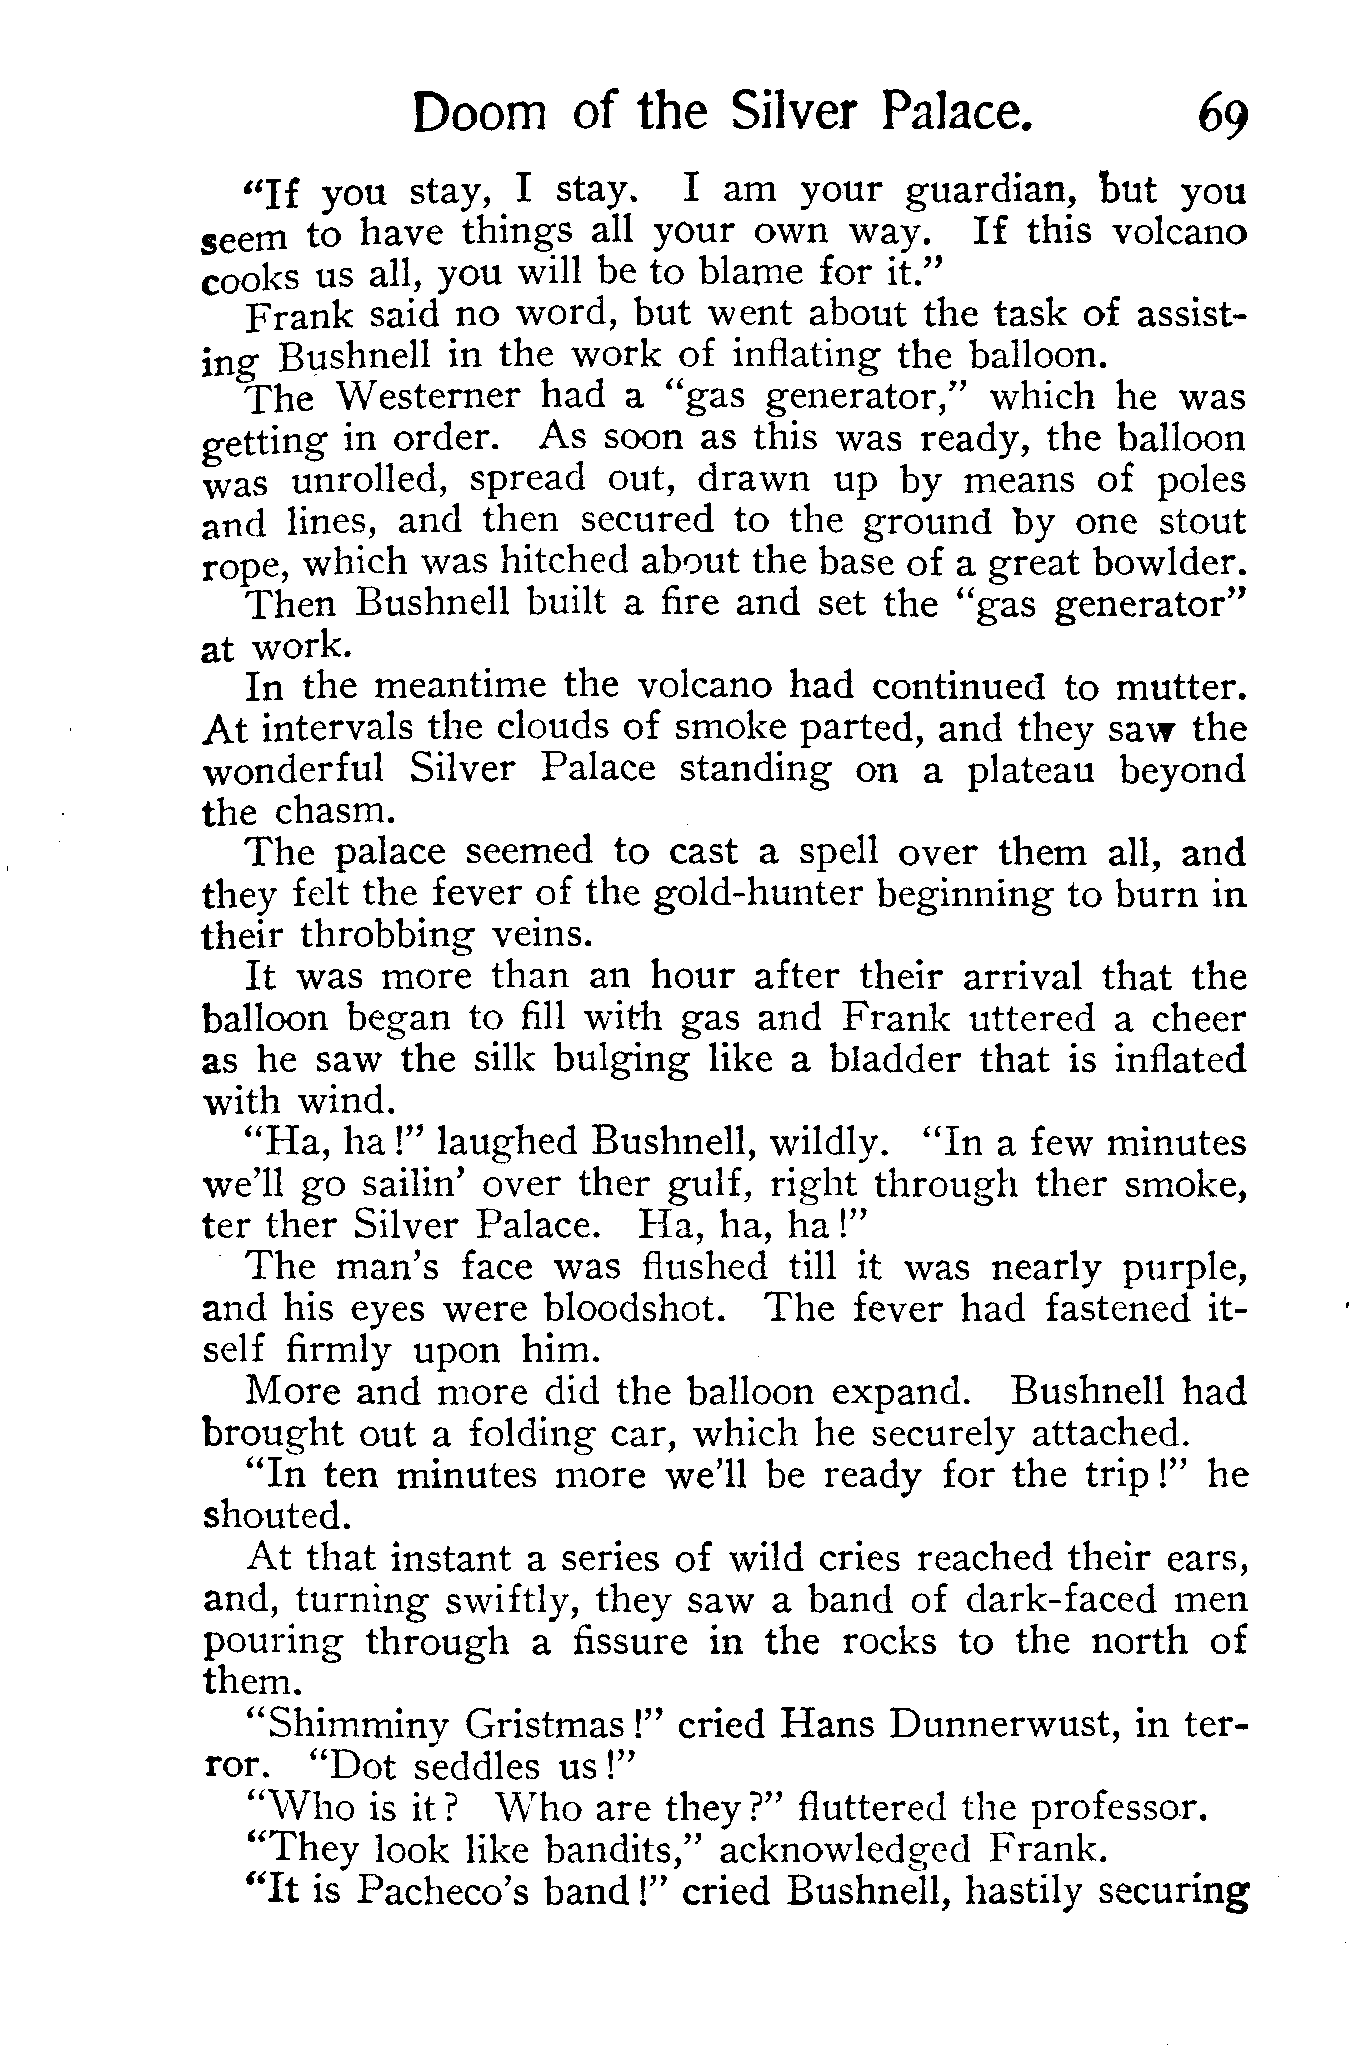 Doom of the Silver Palace. 69
“If you stay, I stay. I am your guardian, but you
seem to have things all your own way. If this volcano
cooks us all, you will be to blame for it.”
Frank said no word, but went about the task of assist-
ing Bushnell in the work of inflating the balloon.
The Westerner had a “gas generator,” which he was
getting in order. As soon as this was ready, the balloon
was unrolled, spread out, drawn up by means of poles
and lines, and then secured to the ground by one stout
rope, which was hitched about the base of a great bowlder.
Then Bushnell built a fire and set the “gas generator”
at work.
In the meantime the volcano had continued to mutter.
At intervals the clouds of smoke parted, and they saw the
wonderful Silver Palace standing on a plateau beyond
the chasm.
The palace seemed to cast a spell over them all, and
they felt the fever of the gold-hunter beginning to burn in
their throbbing veins.
It was more than an hour after their arrival that the
balloon began to fill with gas and Frank uttered a cheer
as he saw the silk bulging like a bladder that is inflated
with wind.
“Ha, ha!” laughed Bushnell, wildly. “In a few minutes
we’ll go sailin’ over ther gulf, right through ther smoke,
ter ther Silver Palace. Ha, ha, ha!”
The man’s face was flushed till it was nearly purple,
and his eyes were bloodshot. The fever had fastened it-
self firmly upon him.
More and more did the balloon expand. Bushnell had
brought out a folding car, which he securely attached.
“In ten minutes more we’ll be ready for the trip!” he
shouted.
At that instant a series of wild cries reached their ears,
and, turning swiftly, they saw a band of dark-faced men
pouring through a fissure in the rocks to the north of
them.
“Shimminy Gristmas!” cried Hans Dunnerwust, in ter-
ror. “Dot seddles us!”
“Who is it? Who are they?” fluttered the professor.
“They look like bandits,” acknowledged Frank.
“It is Pacheco’s band!” cried Bushnell, hastily securing